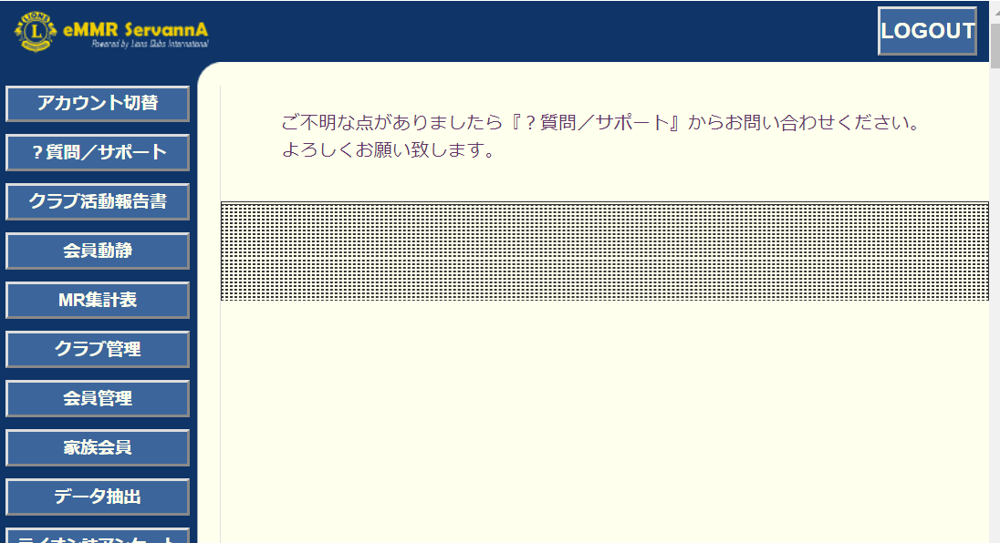 eMMR ServannA
Powered by Lions Clubs International
LOGOUT
アカウント切替
？質問／サポート
クラブ活動報告書
会員動静
MR集計表
クラブ管理
会員管理
家族会員
データ抽出
ご不明な点がありましたら『？質問／サポート』からお問い合わせください。
よろしくお願い致します。